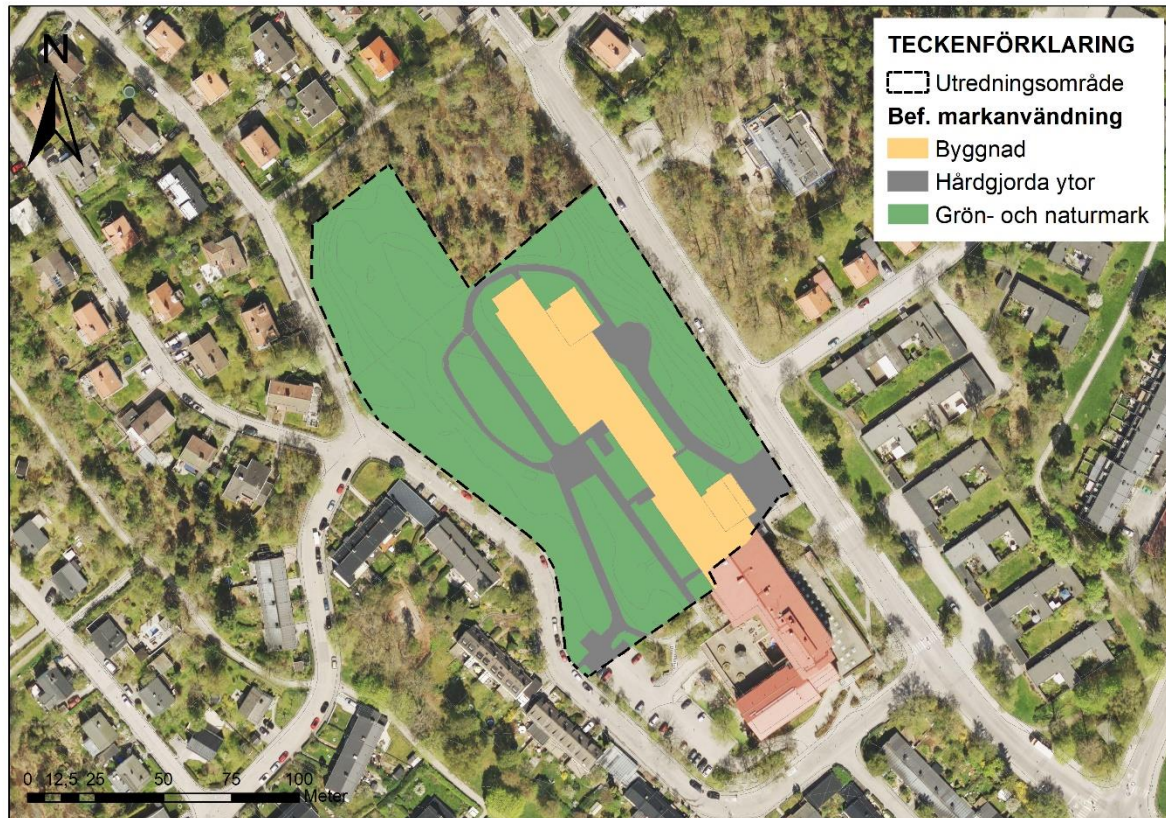 N
TECKENFÖRKLARING
Utredningsområde
Bef. markanvändning
Byggnad
Hårdgjorda ytor
Grön- och naturmark
0 12,5 25 50 75 100
Meter